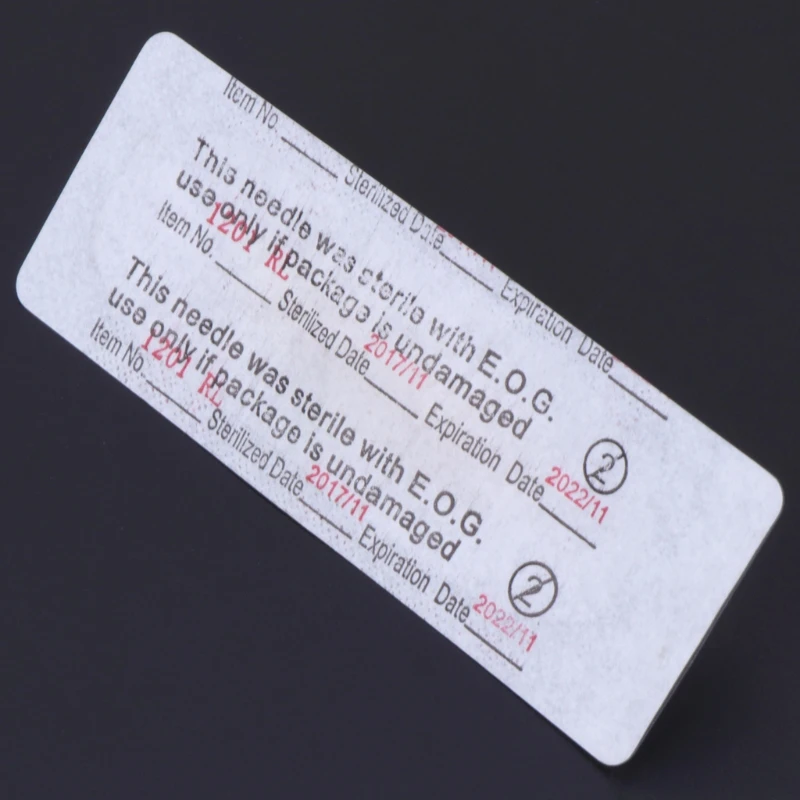 Item No. Sterilized Date Expiration Date
This needle was sterile with E.O.G.
use only if package is undamaged
1201 RL 2017/11 2022/11
Item No. Sterilized Date Expiration Date
2
This needle was sterile with E.O.G.
use only if package is undamaged
1201 RL 2017/11 2022/11
Item No. Sterilized Date Expiration Date
2